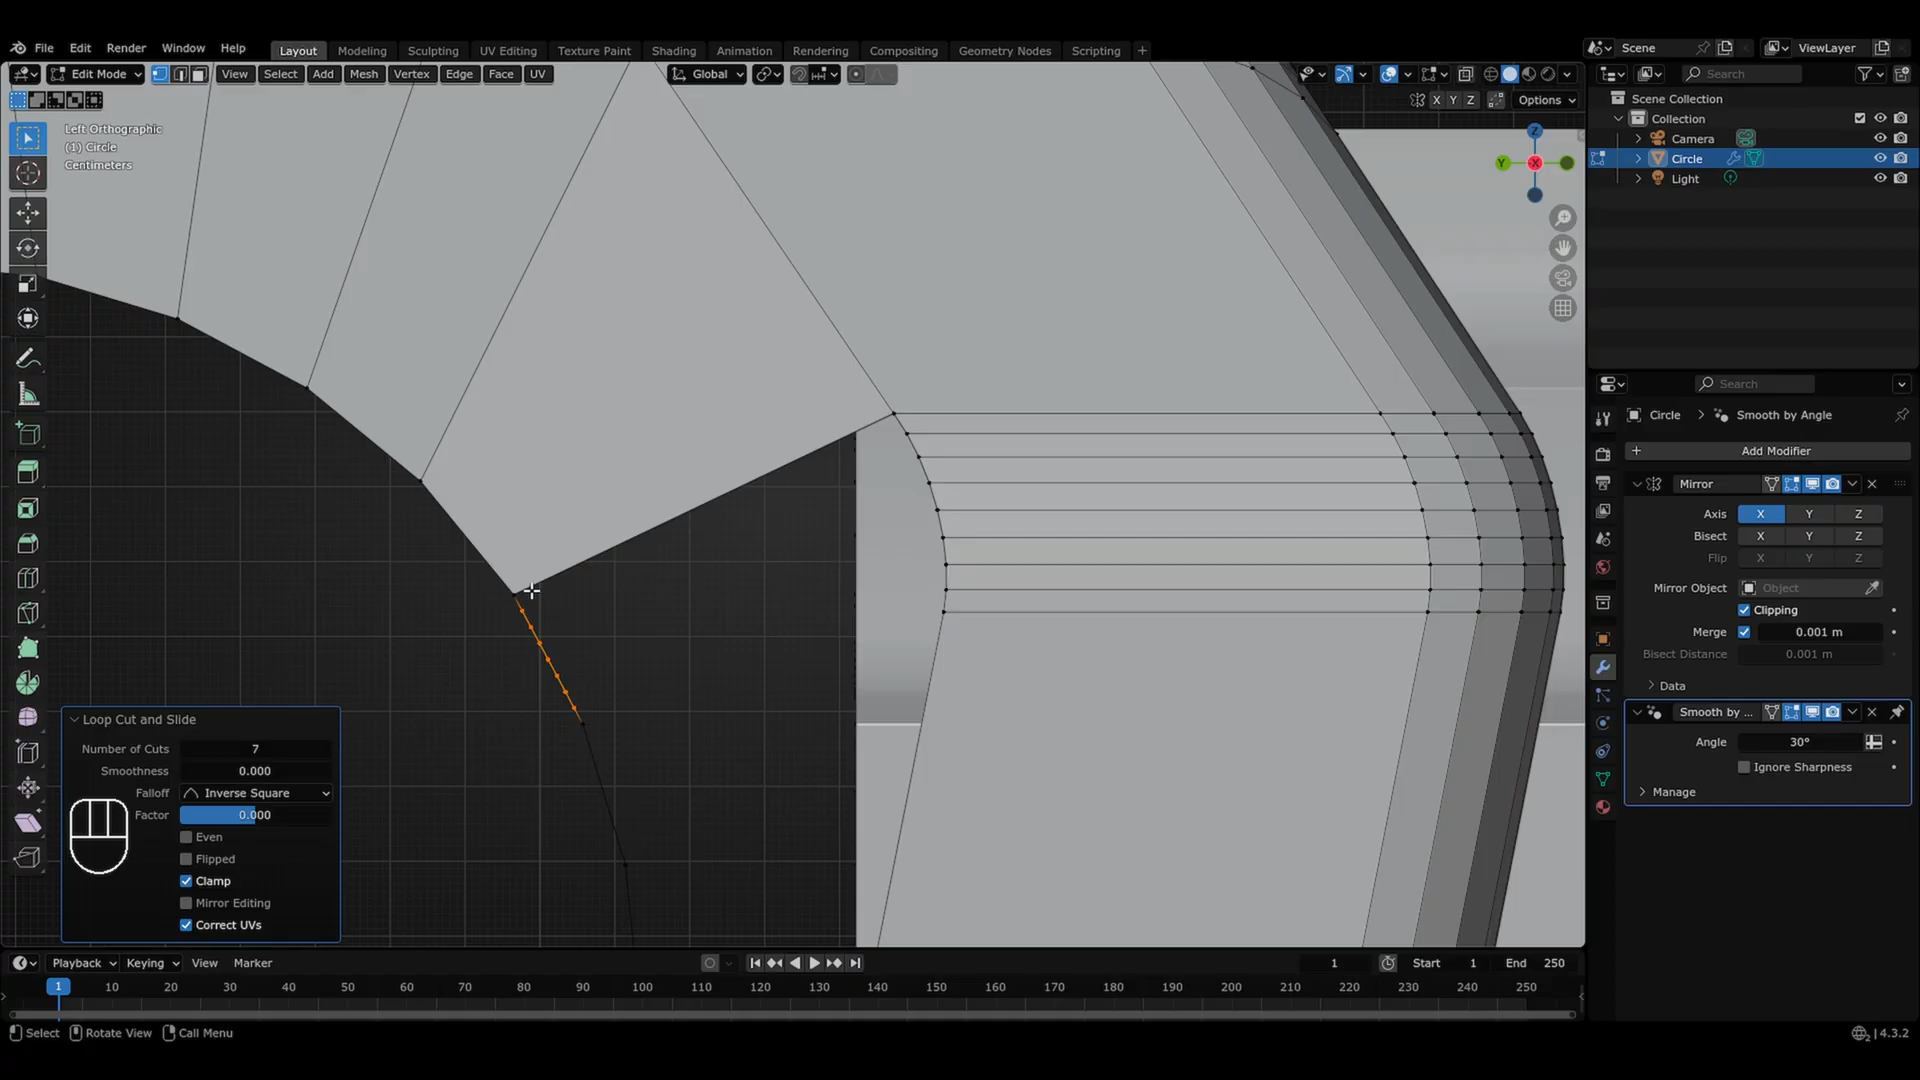 File Edit Render Window Help Layout Modeling Sculpting UV Editing Texture Paint Shading Animation Rendering Compositing Geometry Nodes Scripting + Scene ViewLayer
Edit Mode View Select Add Mesh Vertex Edge Face UV Global Search
X Y Z Options
Left Orthographic
(1) Circle
Centimeters
Z
Y X
Scene Collection
Collection
Camera
Circle
Light
Search
Circle > Smooth by Angle
+ Add Modifier
Mirror
Axis X Y Z
Bisect X Y Z
Flip X Y Z
Mirror Object Object
Clipping
Merge 0.001 m
Bisect Distance 0.001 m
Data
Smooth by ...
Angle 30°
Ignore Sharpness
Manage
Loop Cut and Slide
Number of Cuts 7
Smoothness 0.000
Falloff Inverse Square
Factor 0.000
Even
Flipped
Clamp
Mirror Editing
Correct UVs
Playback Keying View Marker 1 Start 1 End 250
1 10 20 30 40 50 60 70 80 90 100 110 120 130 140 150 160 170 180 190 200 210 220 230 240 250
Select Rotate View Call Menu 4.3.2